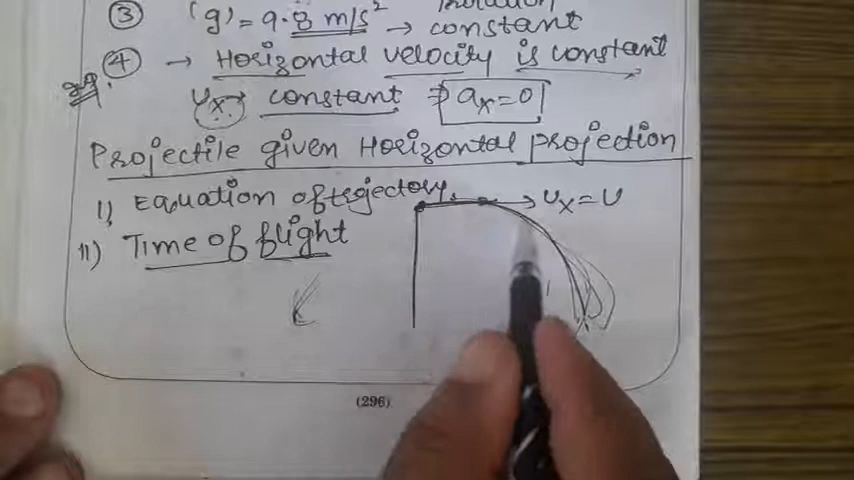 ③ (g) = 9.8 m/s² → constant
④ → Horizontal velocity is constant
Ux → constant ⇒ ax=0
Projectile given Horizontal projection
i) Equation of trajectory.
Ux=U
ii) Time of flight
(296)